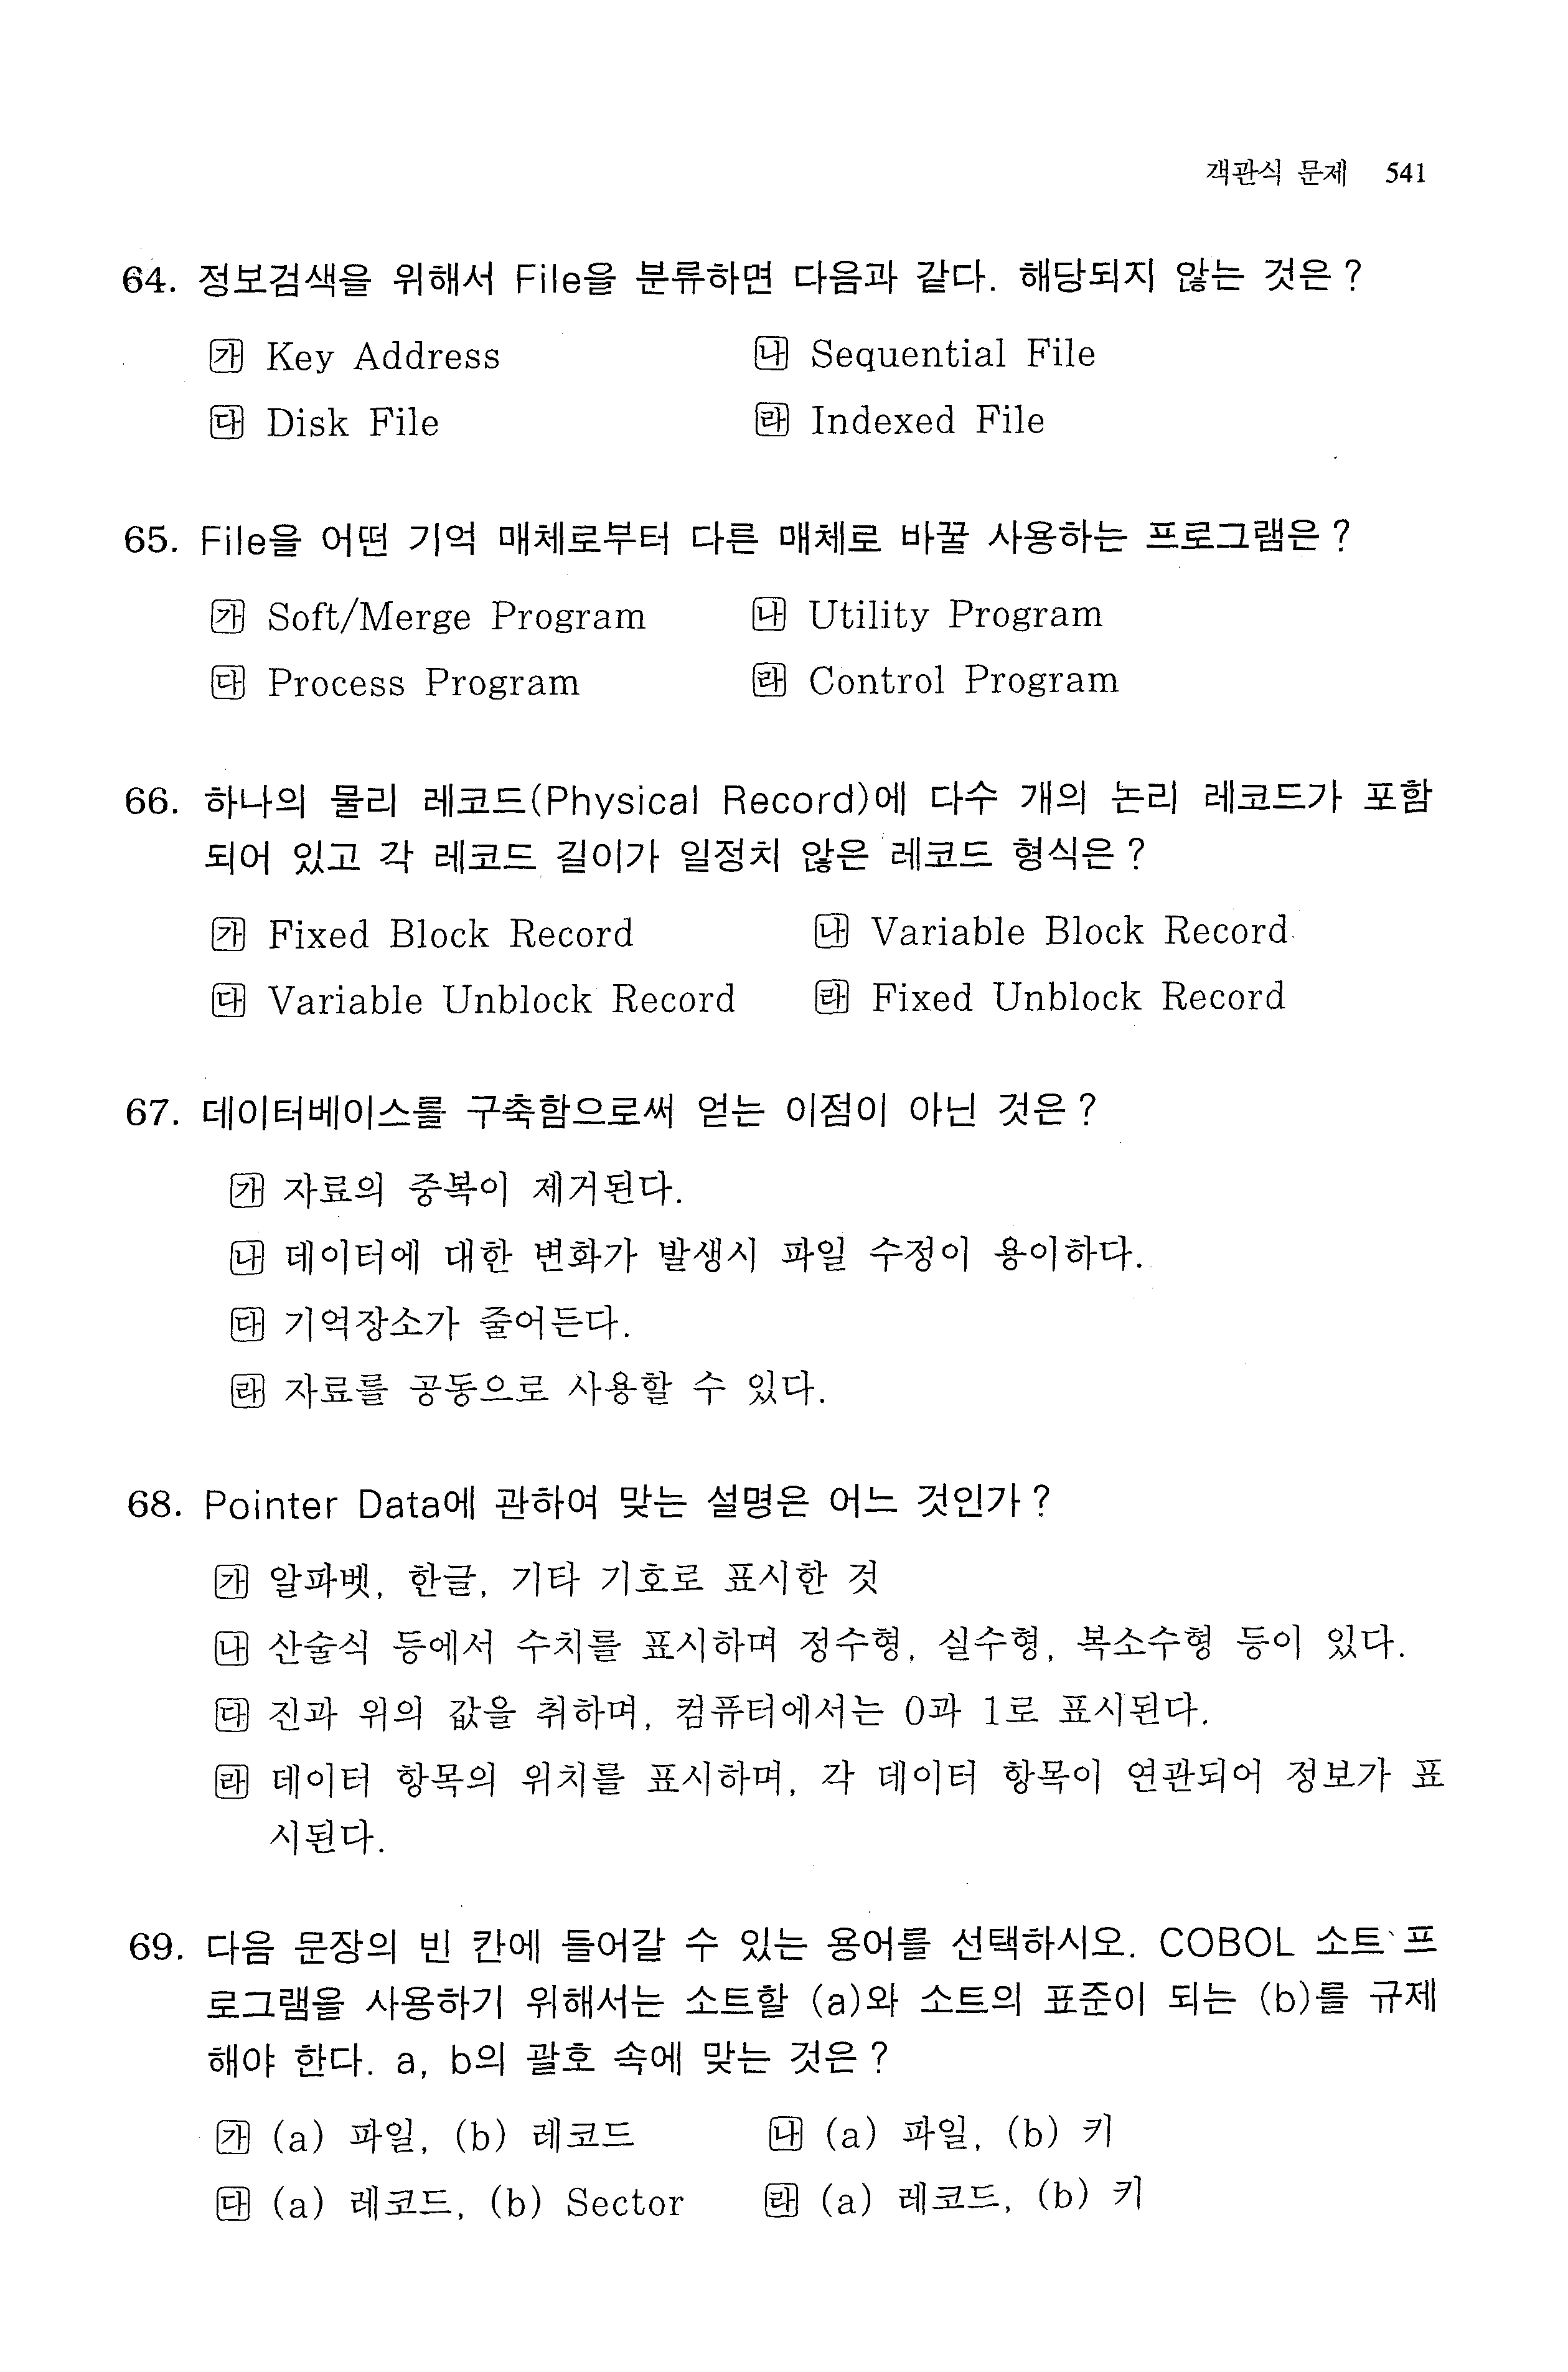 객관식 문제 541
64. 정보검색을 위해서 File을 분류하면 다음과 같다. 해당되지 않는 것은?
㉮ Key Address ㉯ Sequential File
㉰ Disk File ㉱ Indexed File
65. File을 어떤 기억 매체로부터 다른 매체로 바꿀 사용하는 프로그램은?
㉮ Soft/Merge Program ㉯ Utility Program
㉰ Process Program ㉱ Control Program
66. 하나의 물리 레코드(Physical Record)에 다수 개의 논리 레코드가 포함
되어 있고 각 레코드 길이가 일정치 않은 레코드 형식은?
㉮ Fixed Block Record ㉯ Variable Block Record
㉰ Variable Unblock Record ㉱ Fixed Unblock Record
67. 데이터베이스를 구축함으로써 얻는 이점이 아닌 것은?
㉮ 자료의 중복이 제거된다.
㉯ 데이터에 대한 변화가 발생시 파일 수정이 용이하다.
㉰ 기억장소가 줄어든다.
㉱ 자료를 공동으로 사용할 수 있다.
68. Pointer Data에 관하여 맞는 설명은 어느 것인가?
㉮ 알파벳, 한글, 기타 기호로 표시한 것
㉯ 산술식 등에서 수치를 표시하며 정수형, 실수형, 복소수형 등이 있다.
㉰ 진과 위의 값을 취하며, 컴퓨터에서는 0과 1로 표시된다.
㉱ 데이터 항목의 위치를 표시하며, 각 데이터 항목이 연관되어 정보가 표
시된다.
69. 다음 문장의 빈 칸에 들어갈 수 있는 용어를 선택하시오. COBOL 소트 프
로그램을 사용하기 위해서는 소트할 (a)와 소트의 표준이 되는 (b)를 규제
해야 한다. a, b의 괄호 속에 맞는 것은?
㉮ (a) 파일, (b) 레코드 ㉯ (a) 파일, (b) 키
㉰ (a) 레코드, (b) Sector ㉱ (a) 레코드, (b) 키